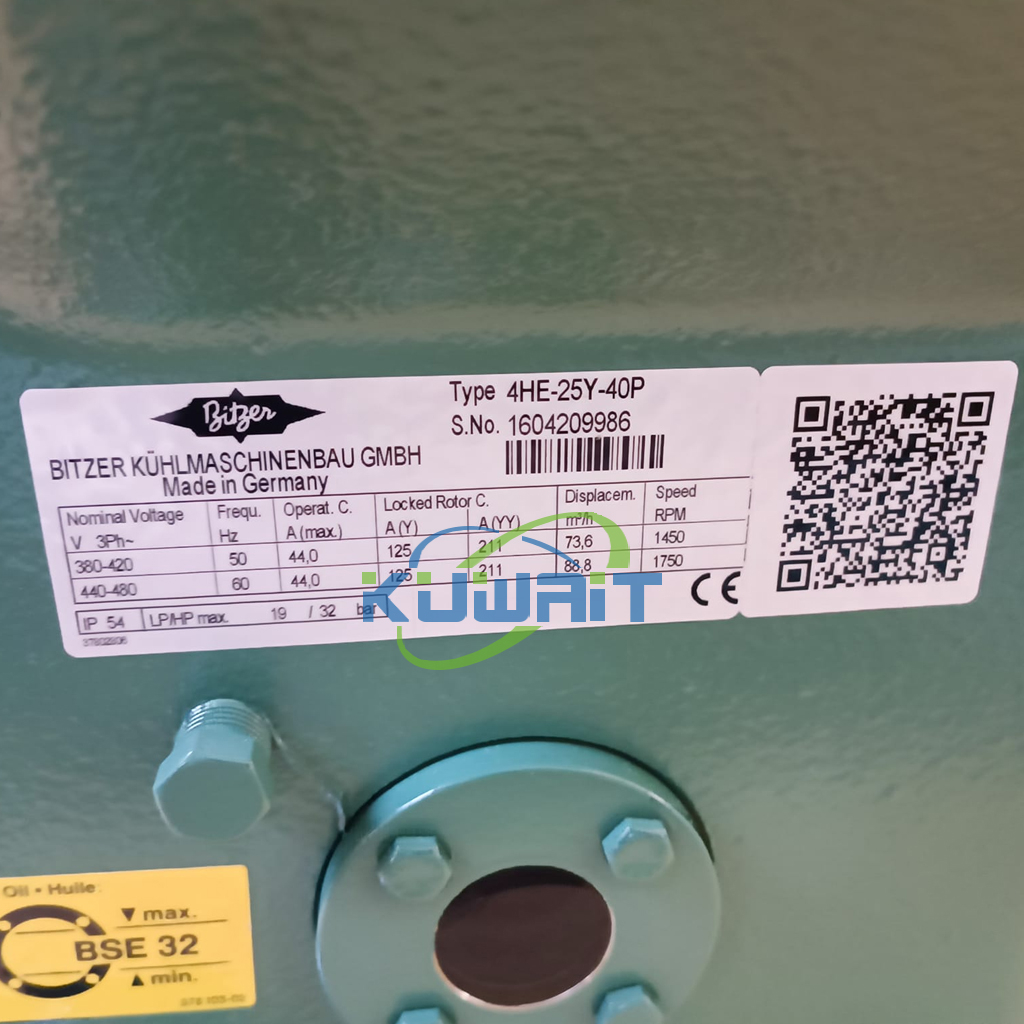 Bitzer
BITZER KÜHLMASCHINENBAU GMBH
Made in Germany
Type 4HE-25Y-40P
S.No. 1604209986
Nominal Voltage Frequ. Operat. C. Locked Rotor C. Displacem. Speed
V 3Ph~ Hz A (max.) A (Y) A (YY) m³/h RPM
380-420 50 44,0 125 211 73,6 1450
440-480 60 44,0 125 211 88,8 1750
IP 54 LP/HP max. 19 / 32 bar
CE
KUWAIT
Oil • Huile:
▼ max.
BSE 32
▲ min.